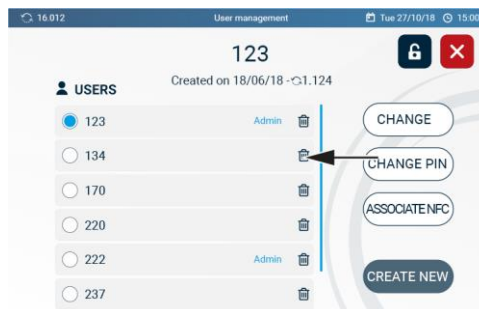 16.012 User management Tue 27/10/18 15:00
123
Created on 18/06/18 - 1.124
USERS
123 Admin
CHANGE
134
CHANGE PIN
170
ASSOCIATE NFC
220
222 Admin
CREATE NEW
237